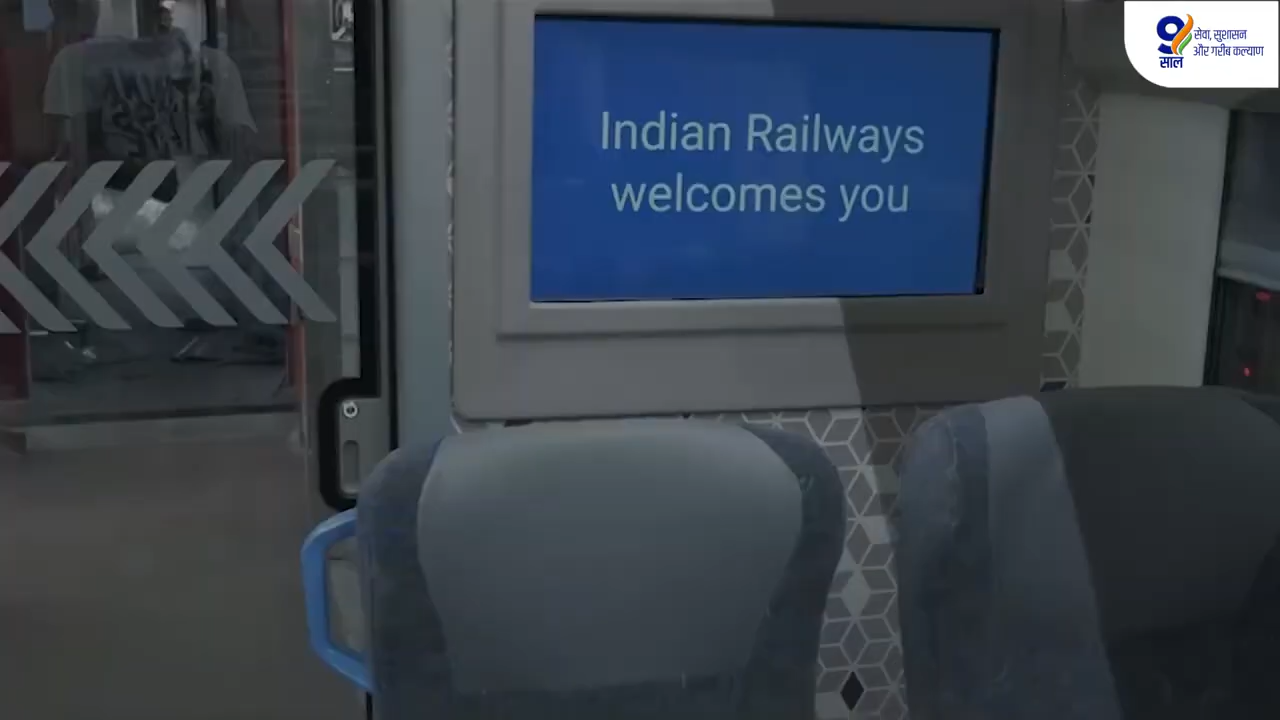 Indian Railways
welcomes you
9 साल
सेवा, सुशासन
और गरीब कल्याण